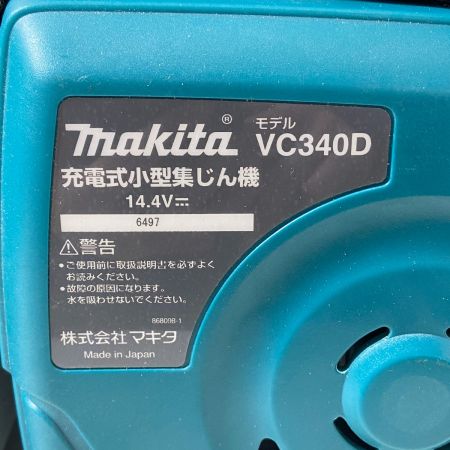 makita® モデル VC340D
充電式小型集じん機
14.4V⎓
6497
⚠警告
●ご使用前に取扱説明書を必ずよく
お読みください。
●故障の原因になります。
水を吸わせないでください。
868098-1
株式会社 マキタ
Made in Japan